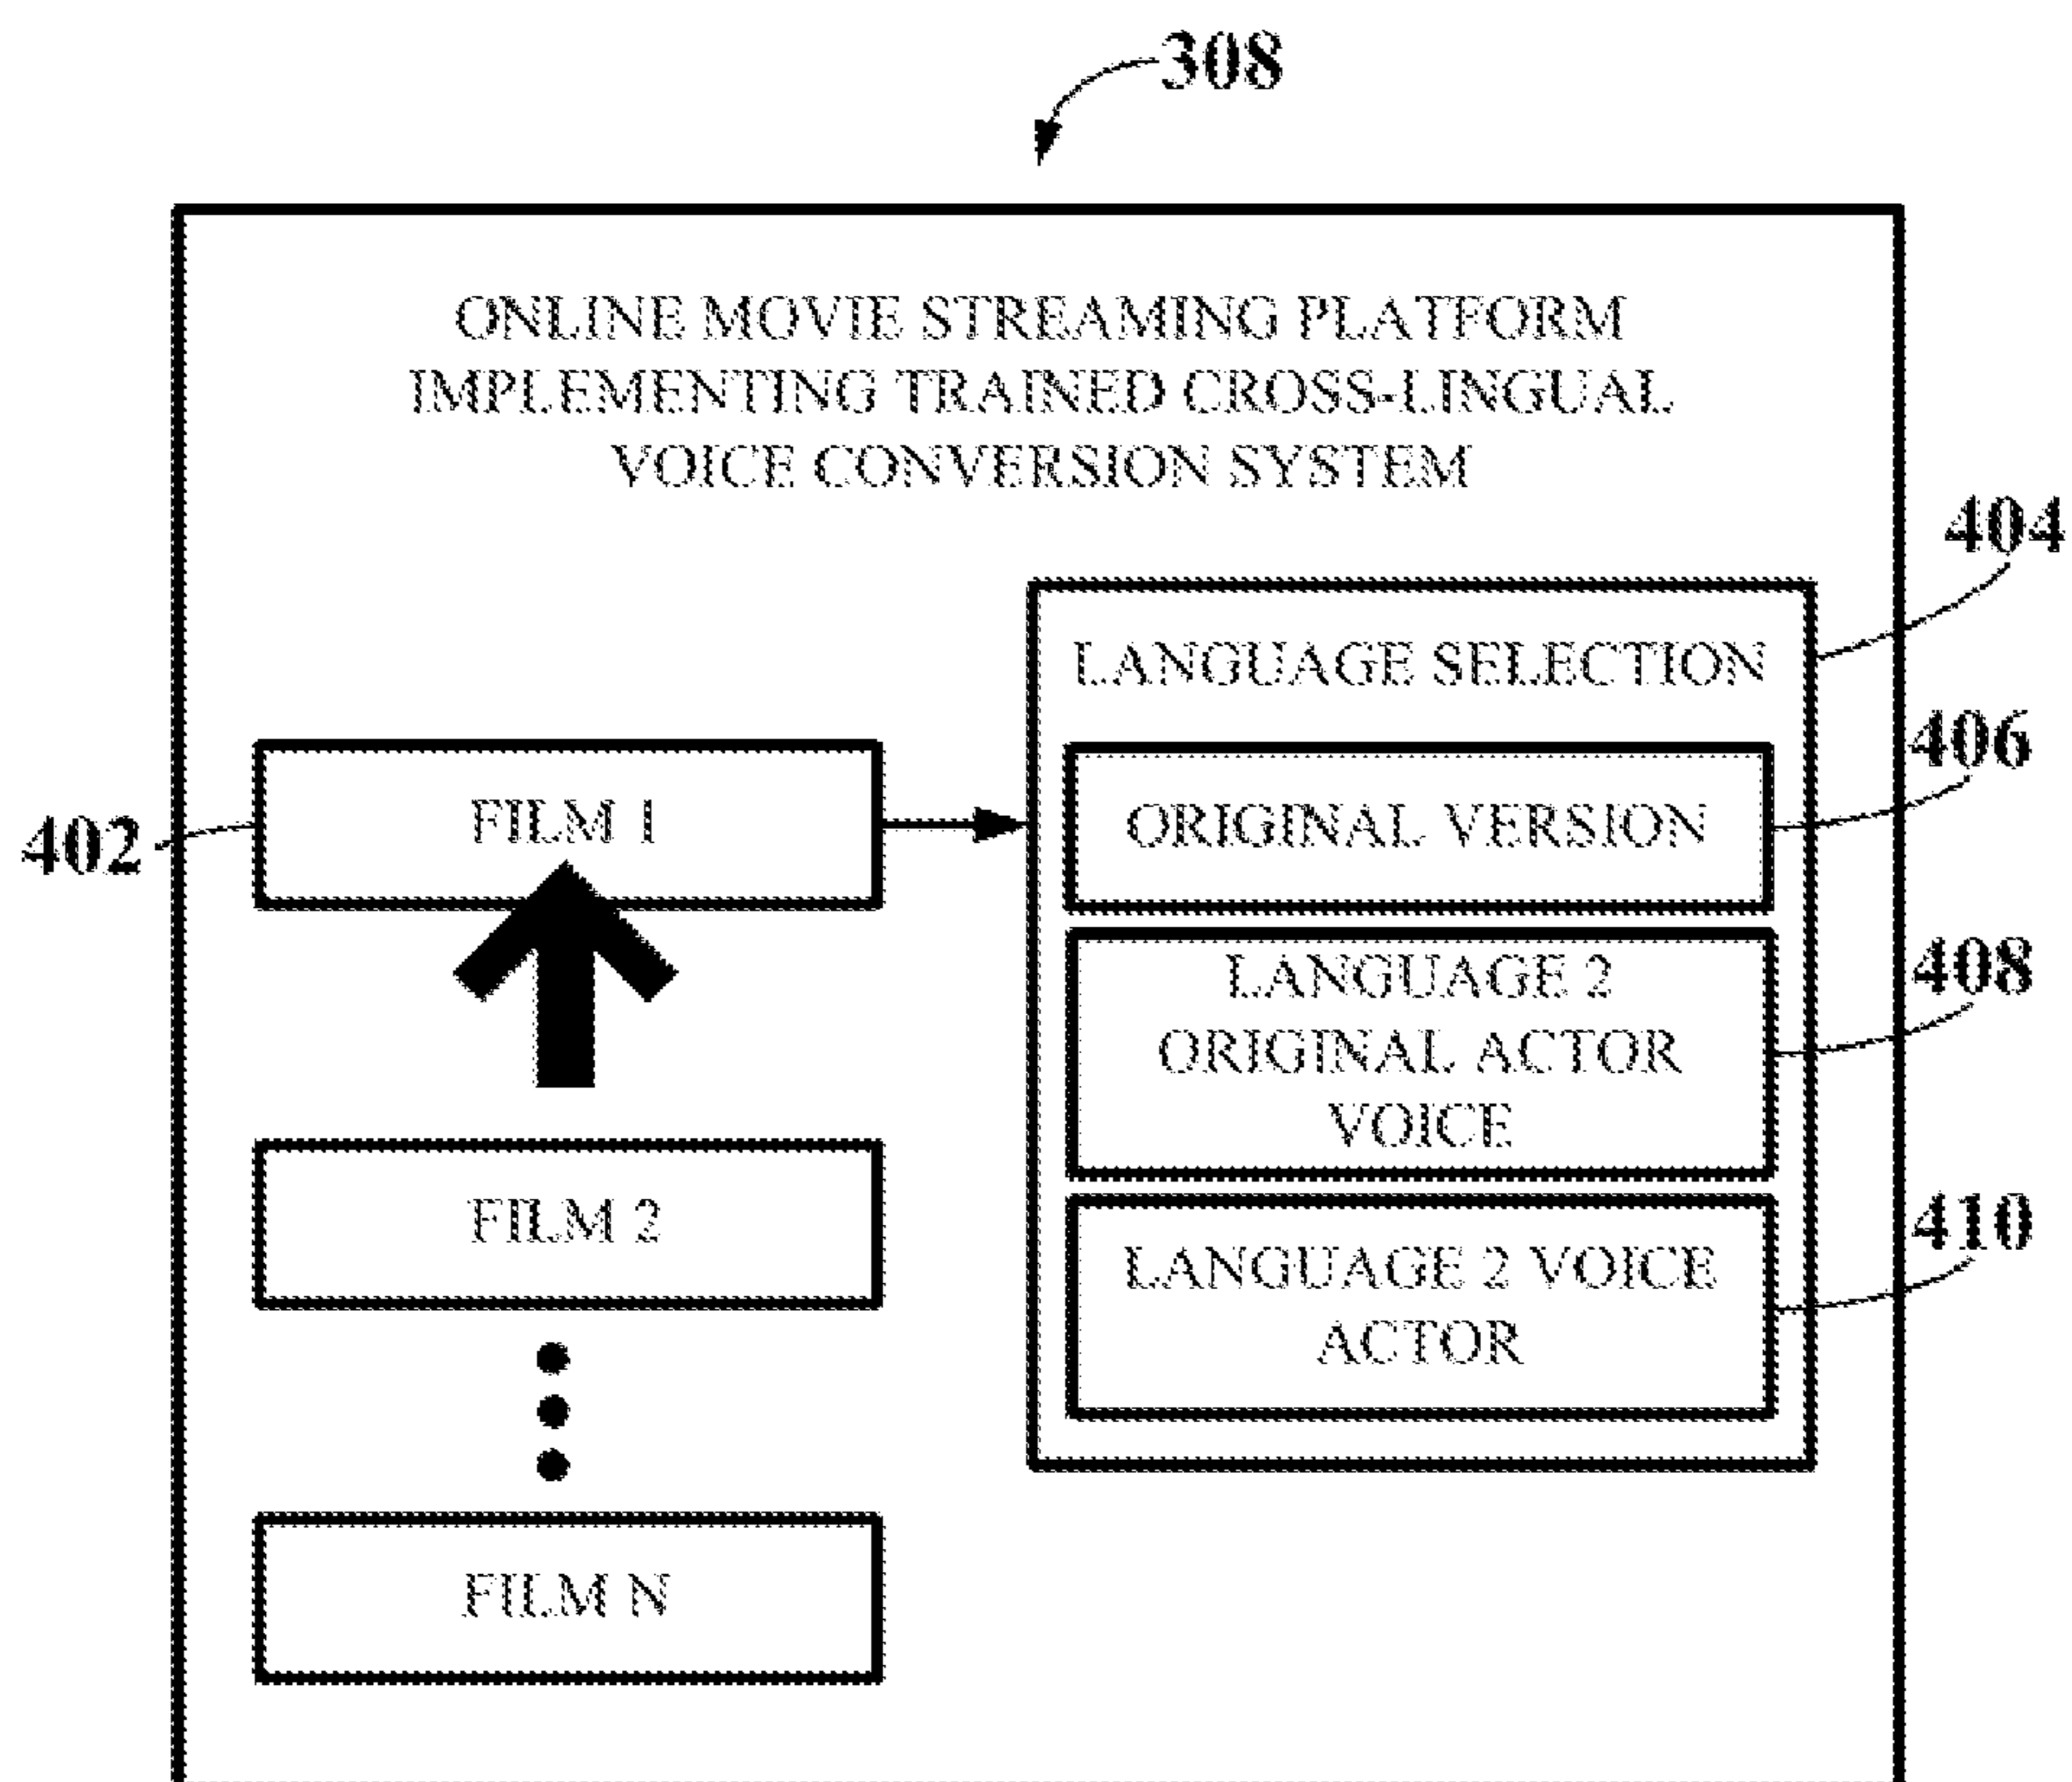 308
ONLINE MOVIE STREAMING PLATFORM
IMPLEMENTING TRAINED CROSS-LINGUAL
VOICE CONVERSION SYSTEM
404
LANGUAGE SELECTION
406
402
FILM 1
ORIGINAL VERSION
408
LANGUAGE 2
ORIGINAL ACTOR
VOICE
FILM 2
410
LANGUAGE 2 VOICE
ACTOR
FILM N